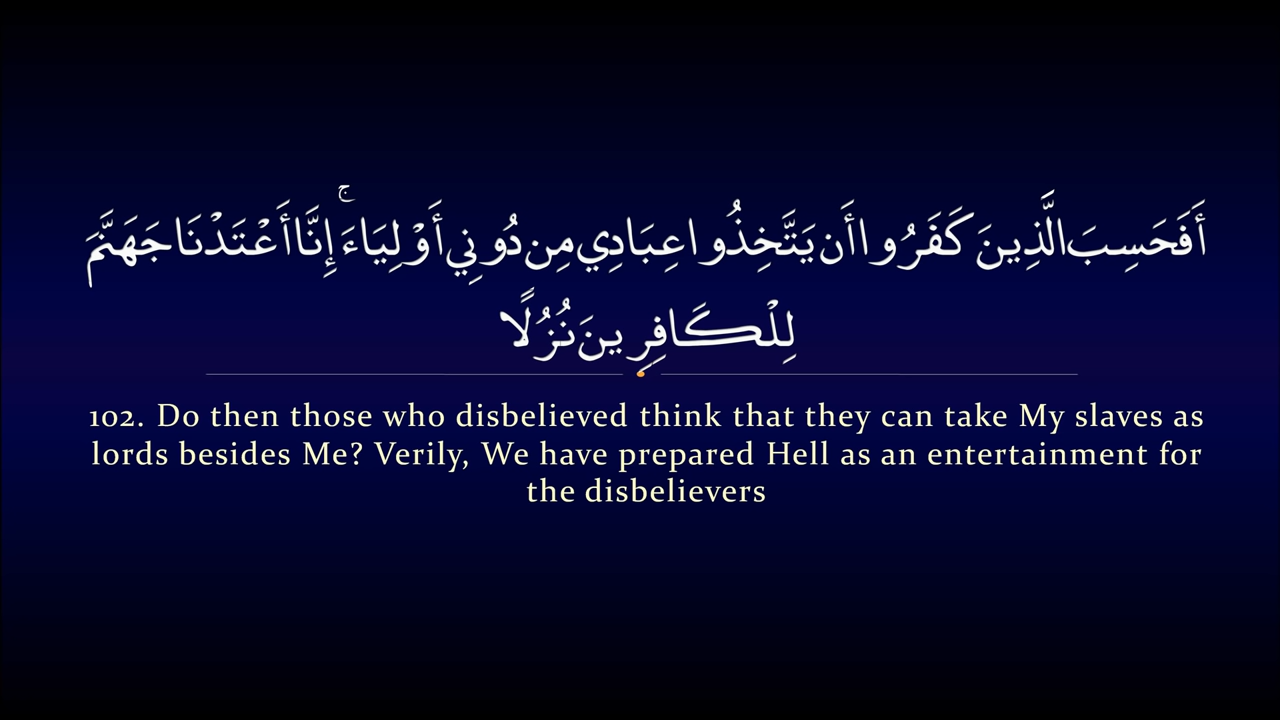 أَفَحَسِبَ الَّذِينَ كَفَرُوا أَن يَتَّخِذُوا عِبَادِي مِن دُونِي أَوْلِيَاءَ ۚ إِنَّا أَعْتَدْنَا جَهَنَّمَ
لِلْكَافِرِينَ نُزُلًا
102. Do then those who disbelieved think that they can take My slaves as
lords besides Me? Verily, We have prepared Hell as an entertainment for
the disbelievers